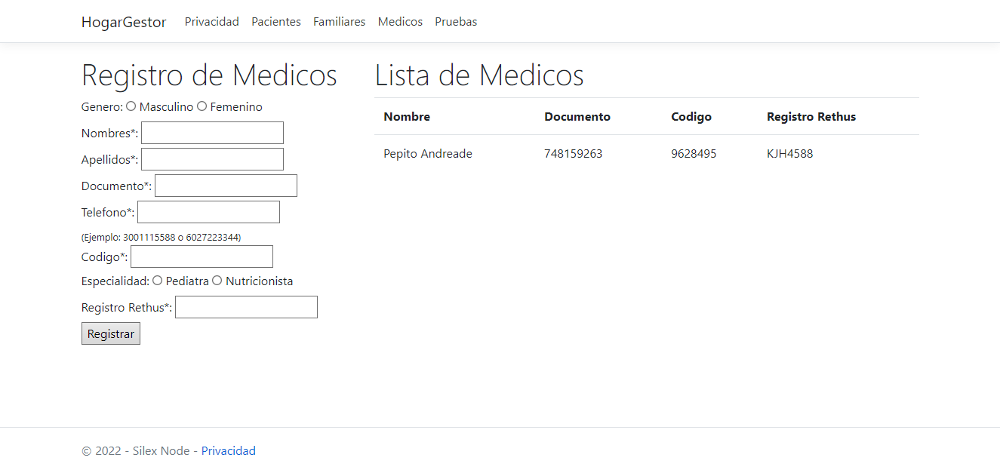 HogarGestor Privacidad Pacientes Familiares Medicos Pruebas
Registro de Medicos
Genero: Masculino Femenino
Nombres*:
Apellidos*:
Documento*:
Telefono*:
(Ejemplo: 3001115588 o 6027223344)
Codigo*:
Especialidad: Pediatra Nutricionista
Registro Rethus*:
Registrar
Lista de Medicos
Nombre Documento Codigo Registro Rethus
Pepito Andreade 748159263 9628495 KJH4588
© 2022 - Silex Node - Privacidad